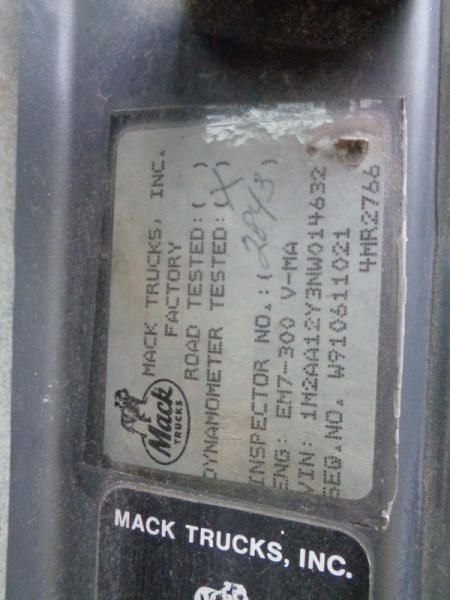 MACK TRUCKS, INC.
FACTORY
ROAD TESTED:( )
DYNAMOMETER TESTED:(X)
INSPECTOR NO.:(2843)
ENG: EM7-300 V-MA
VIN: 1M2AA12Y3NW014632
SEQ.NO. W910611021
4MR2766
Mack
TRUCKS
MACK TRUCKS, INC.